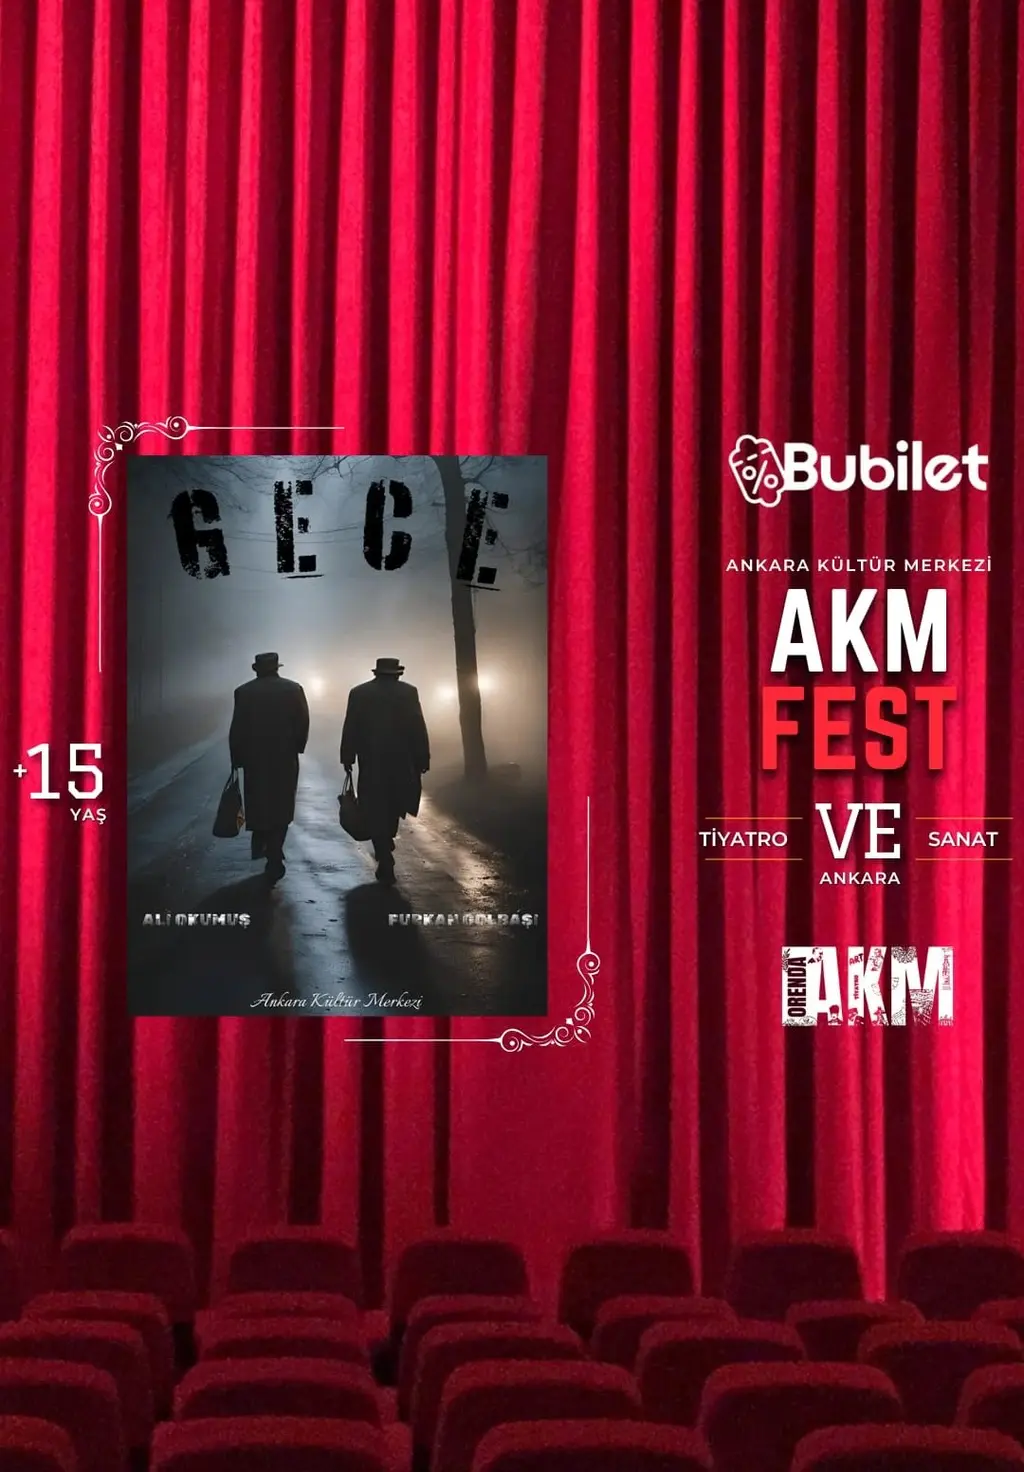 GECE
ALİ OKUMUŞ
FURKAN GÖLBAŞI
Ankara Kültür Merkezi
+15
YAŞ
%Bubilet
ANKARA KÜLTÜR MERKEZİ
AKM
FEST
TİYATRO VE SANAT
ANKARA
ORENDA AKM